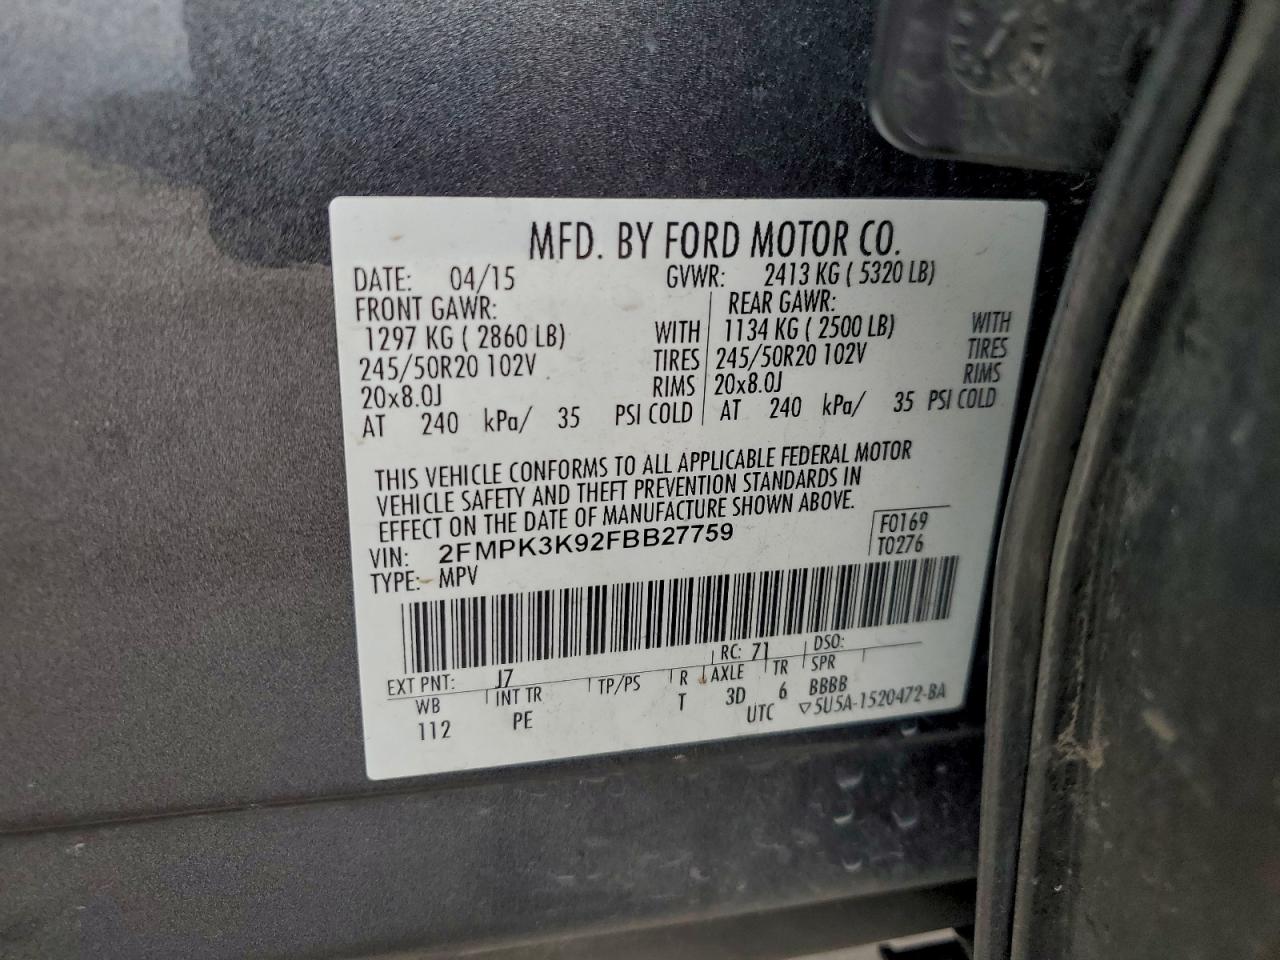 MFD. BY FORD MOTOR CO.
DATE: 04/15 GVWR: 2413 KG ( 5320 LB)
FRONT GAWR: REAR GAWR:
1297 KG ( 2860 LB) WITH 1134 KG ( 2500 LB) WITH
245/50R20 102V TIRES 245/50R20 102V TIRES
20x8.0J RIMS 20x8.0J RIMS
AT 240 kPa/ 35 PSI COLD AT 240 kPa/ 35 PSI COLD
THIS VEHICLE CONFORMS TO ALL APPLICABLE FEDERAL MOTOR
VEHICLE SAFETY AND THEFT PREVENTION STANDARDS IN
EFFECT ON THE DATE OF MANUFACTURE SHOWN ABOVE.
VIN: 2FMPK3K92FBB27759 F0169
TYPE: MPV T0276
EXT PNT: J7 RC: 71 DSO:
WB INT TR TP/PS R AXLE TR SPR
112 PE T 3D 6 BBBB
UTC ▽5U5A-1520472-BA